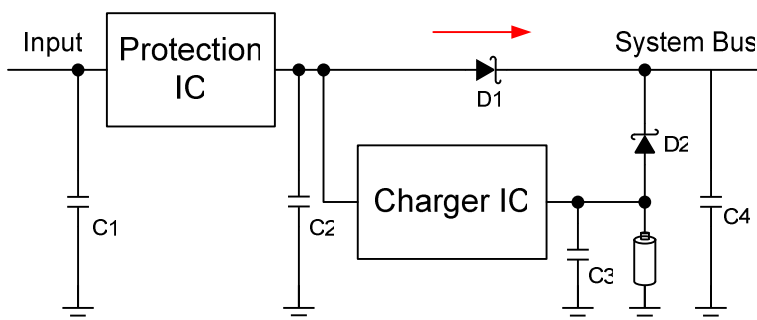 Input
Protection
IC
System Bus
D1
D2
Charger IC
C1
C2
C3
C4